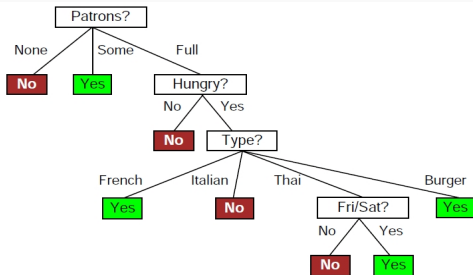 Patrons?
None Some Full
No Yes Hungry?
No Yes
No Type?
French Italian Thai Burger
Yes No Fri/Sat? Yes
No Yes
No Yes